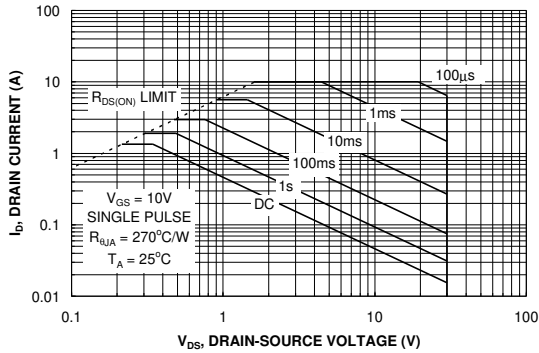 100
10
1
0.1
0.01
0.1
1
10
100
I_D, DRAIN CURRENT (A)
V_DS, DRAIN-SOURCE VOLTAGE (V)
R_DS(ON) LIMIT
100µs
1ms
10ms
100ms
1s
DC
V_GS = 10V
SINGLE PULSE
R_θJA = 270°C/W
T_A = 25°C